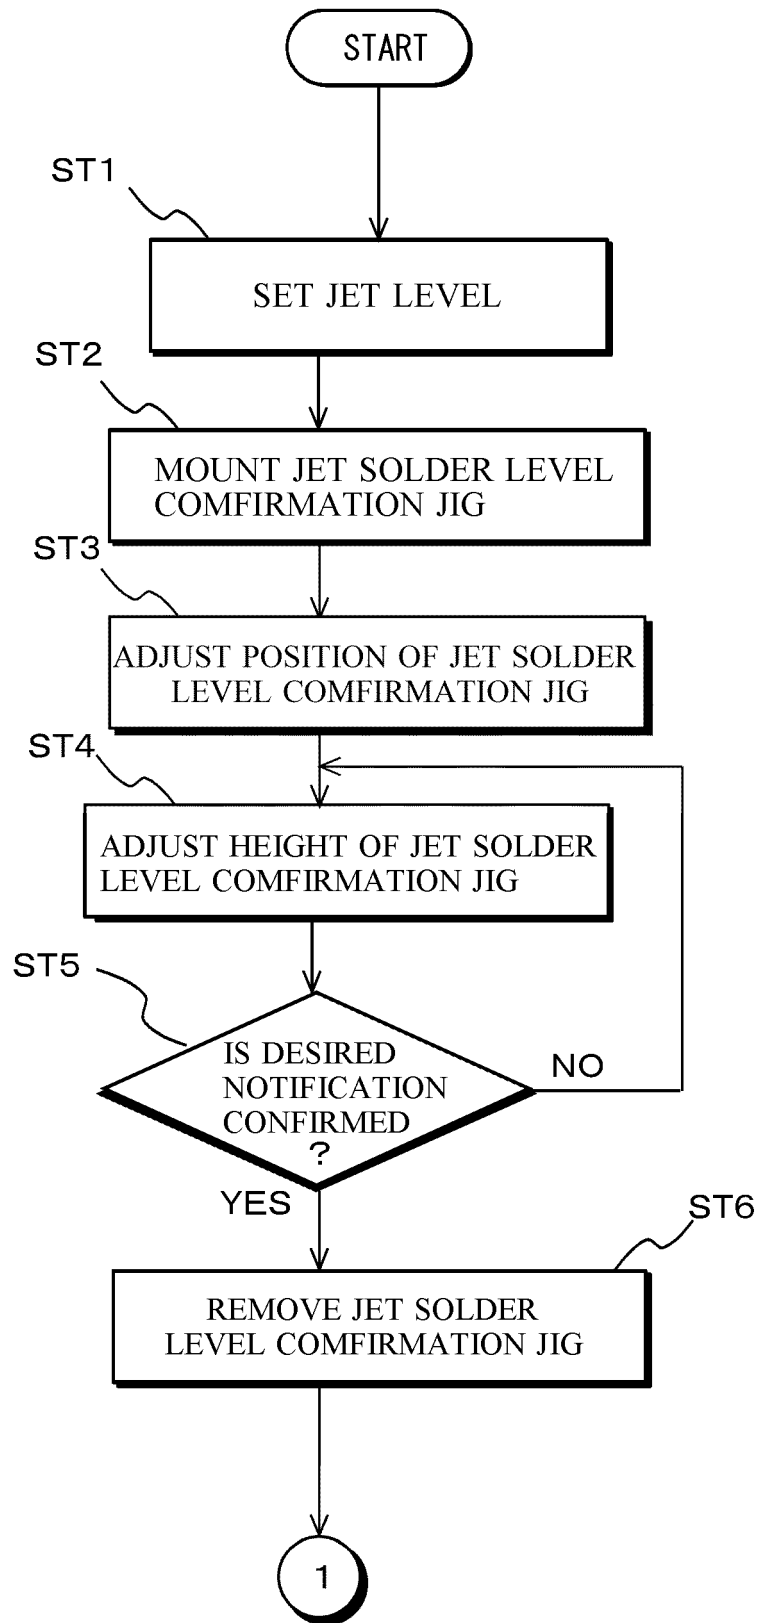 START
ST1
SET JET LEVEL
ST2
MOUNT JET SOLDER LEVEL
COMFIRMATION JIG
ST3
ADJUST POSITION OF JET SOLDER
LEVEL COMFIRMATION JIG
ST4
ADJUST HEIGHT OF JET SOLDER
LEVEL COMFIRMATION JIG
ST5
IS DESIRED
NOTIFICATION
CONFIRMED
?
NO
YES
ST6
REMOVE JET SOLDER
LEVEL COMFIRMATION JIG
1